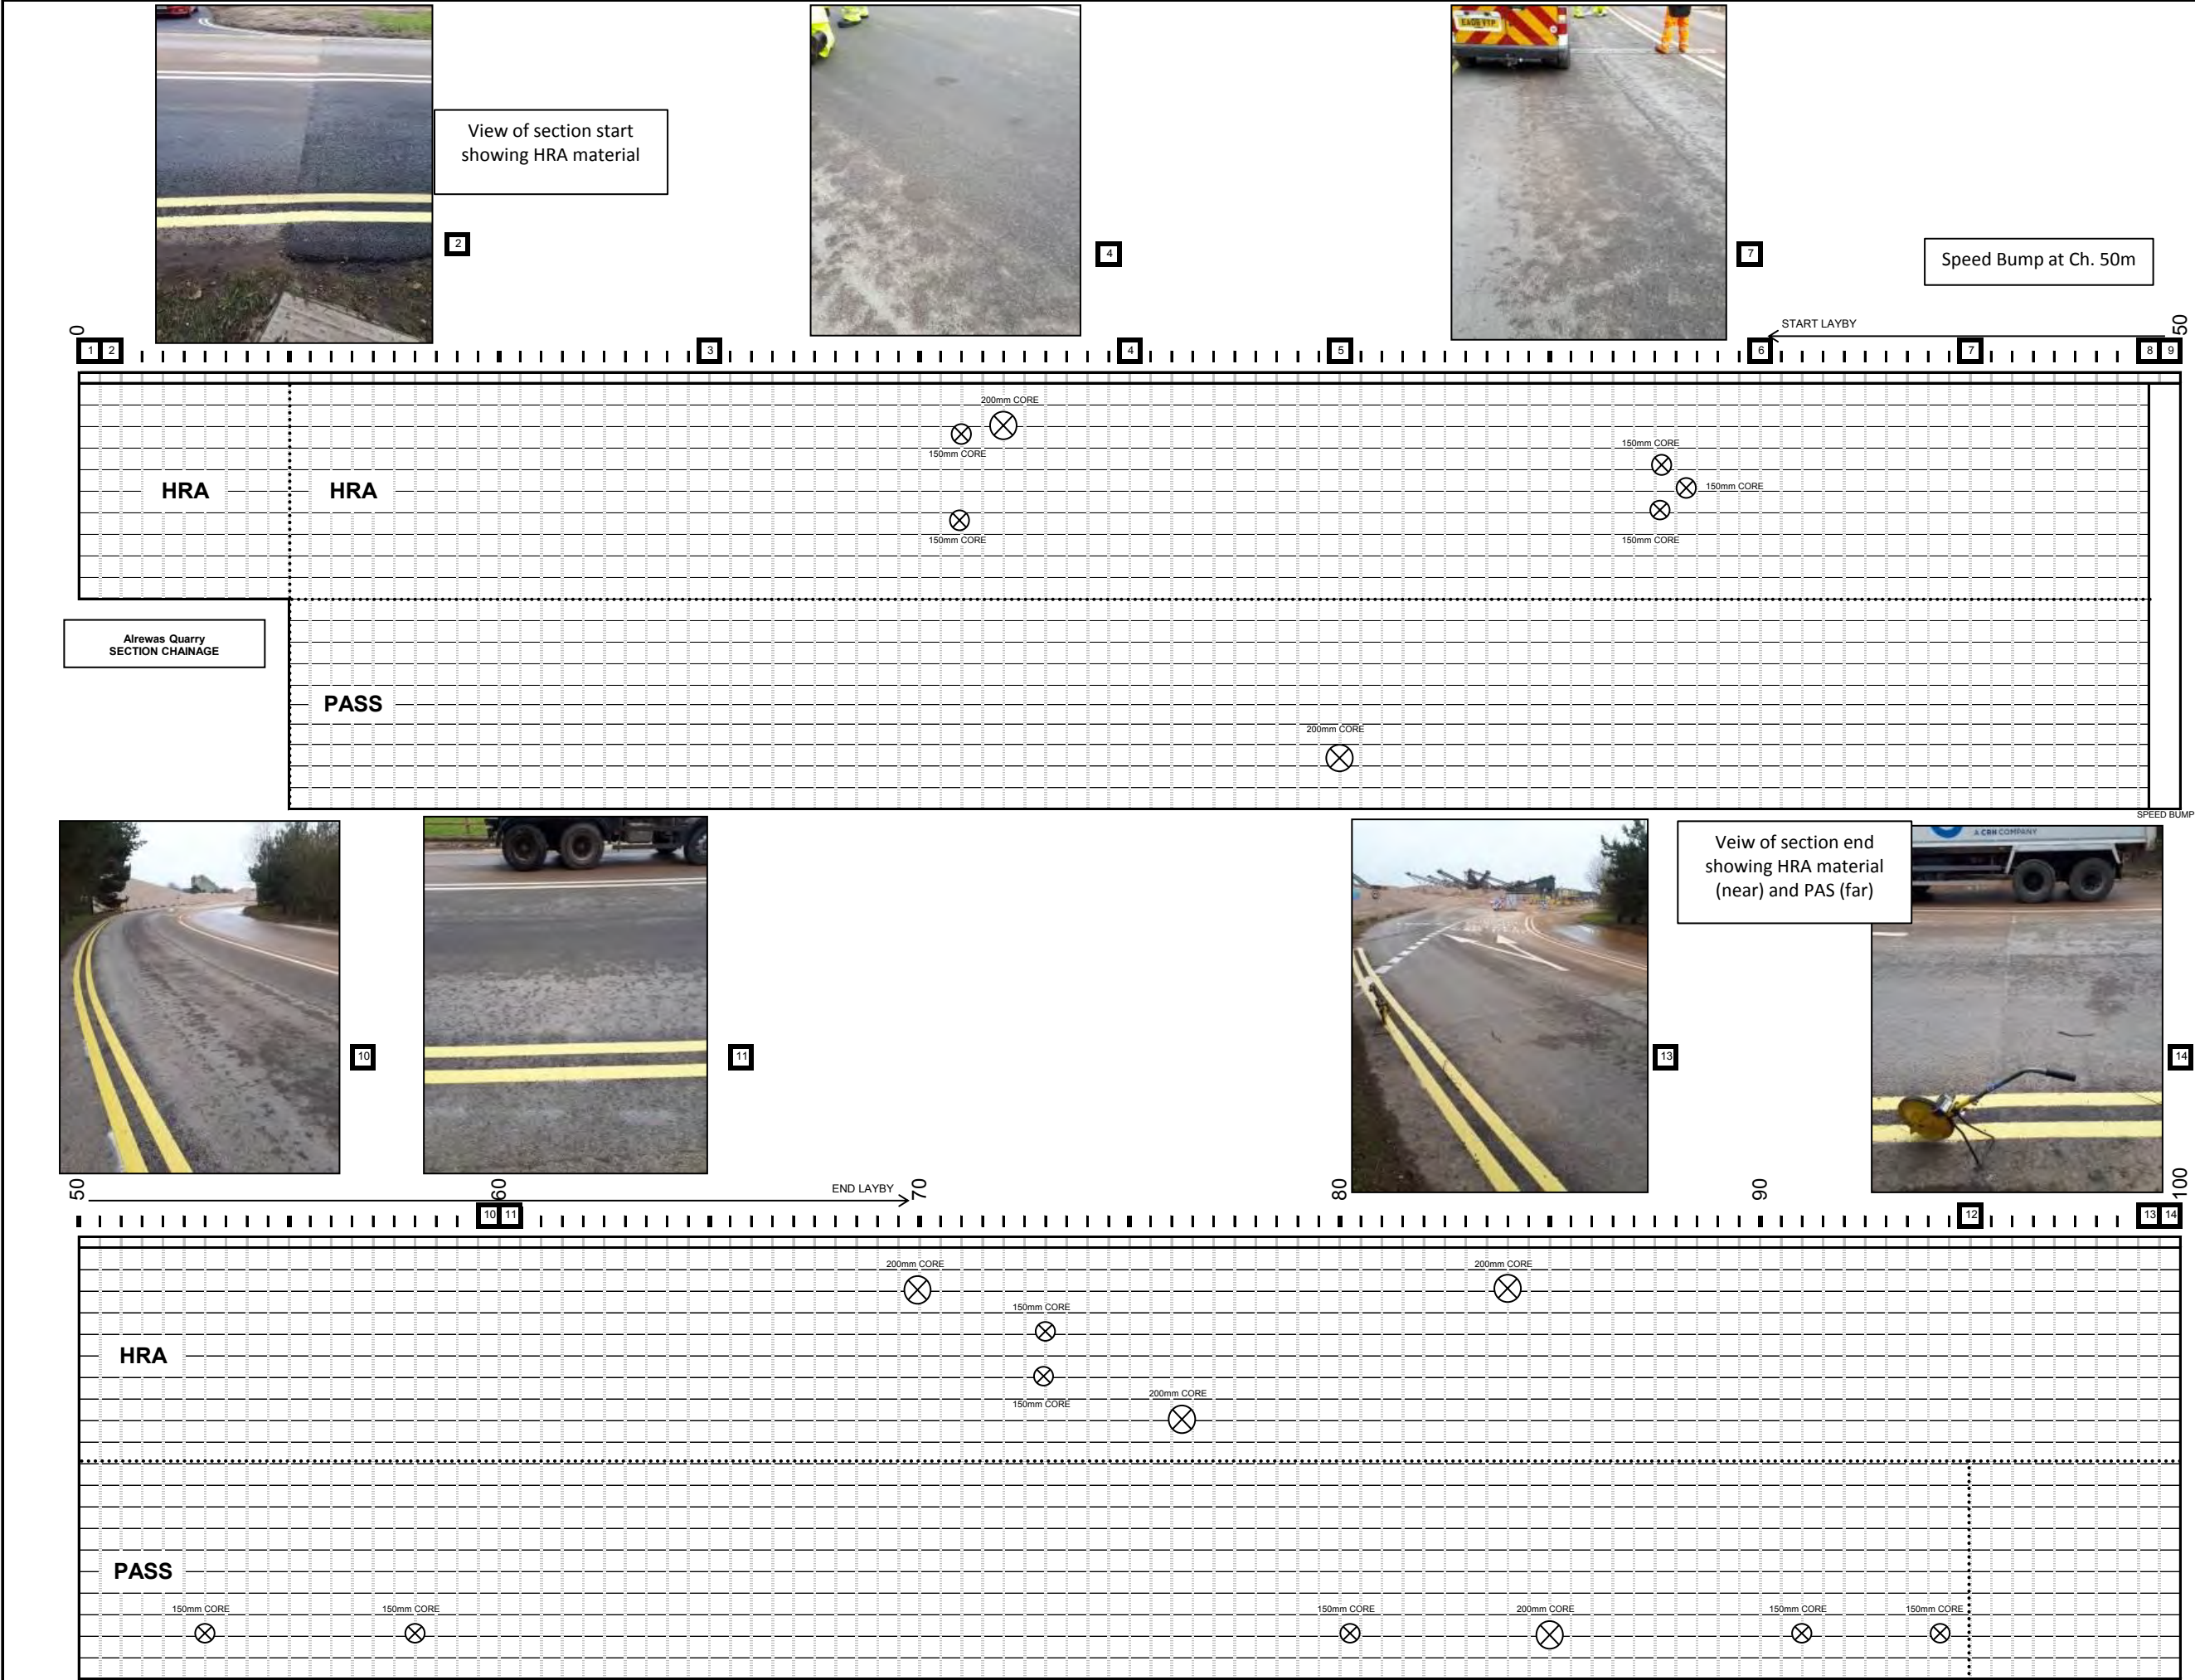 EA08 VTP
View of section start
showing HRA material
2
4
7
Speed Bump at Ch. 50m
0
START LAYBY
50
1
2
3
4
5
6
7
8
9
200mm CORE
150mm CORE
150mm CORE
150mm CORE
HRA
HRA
150mm CORE
150mm CORE
Alrewas Quarry
SECTION CHAINAGE
PASS
200mm CORE
SPEED BUMP
A CRH COMPANY
Veiw of section end
showing HRA material
(near) and PAS (far)
10
11
13
14
50
60
END LAYBY
70
80
90
100
10
11
12
13
14
200mm CORE
200mm CORE
150mm CORE
HRA
150mm CORE
200mm CORE
PASS
150mm CORE
150mm CORE
150mm CORE
200mm CORE
150mm CORE
150mm CORE